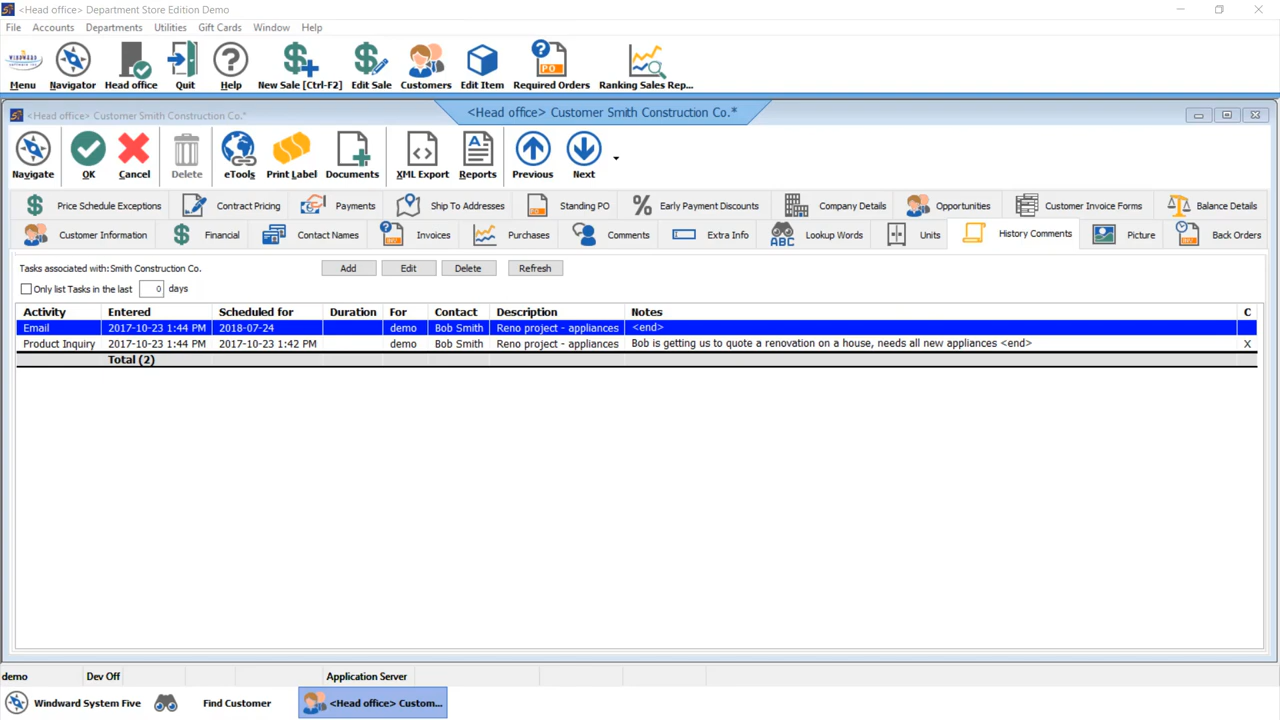 <Head office> Department Store Edition Demo
File Accounts Departments Utilities Gift Cards Window Help
Menu Navigator Head office Quit Help New Sale [Ctrl-F2] Edit Sale Customers Edit Item Required Orders Ranking Sales Rep...
<Head office> Customer Smith Construction Co.*
<Head office> Customer Smith Construction Co.*
Navigate OK Cancel Delete eTools Print Label Documents XML Export Reports Previous Next
Price Schedule Exceptions Contract Pricing Payments Ship To Addresses Standing PO Early Payment Discounts Company Details Opportunities Customer Invoice Forms Balance Details
Customer Information Financial Contact Names Invoices Purchases Comments Extra Info Lookup Words Units History Comments Picture Back Orders
Tasks associated with:Smith Construction Co. Add Edit Delete Refresh
Only list Tasks in the last 0 days
Activity Entered Scheduled for Duration For Contact Description Notes C
Email 2017-10-23 1:44 PM 2018-07-24 demo Bob Smith Reno project - appliances <end>
Product Inquiry 2017-10-23 1:44 PM 2017-10-23 1:42 PM demo Bob Smith Reno project - appliances Bob is getting us to quote a renovation on a house, needs all new appliances <end> X
Total (2)
demo Dev Off Application Server
Windward System Five Find Customer <Head office> Custom...